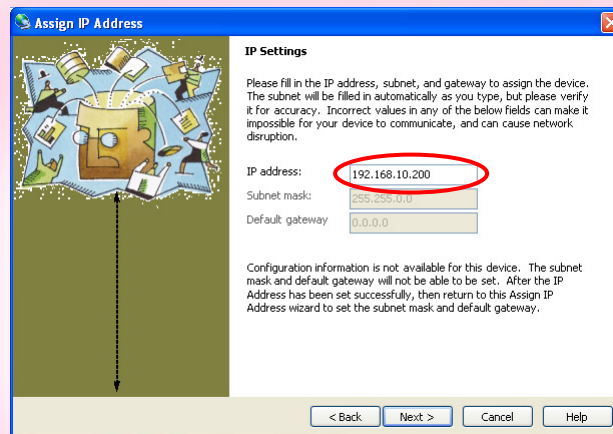 Assign IP Address
IP Settings
Please fill in the IP address, subnet, and gateway to assign the device.
The subnet will be filled in automatically as you type, but please verify
it for accuracy. Incorrect values in any of the below fields can make it
impossible for your device to communicate, and can cause network
disruption.
IP address: 192.168.10.200
Subnet mask: 255.255.0.0
Default gateway 0.0.0.0
Configuration information is not available for this device. The subnet
mask and default gateway will not be able to be set. After the IP
Address has been set successfully, then return to this Assign IP
Address wizard to set the subnet mask and default gateway.
< Back Next > Cancel Help